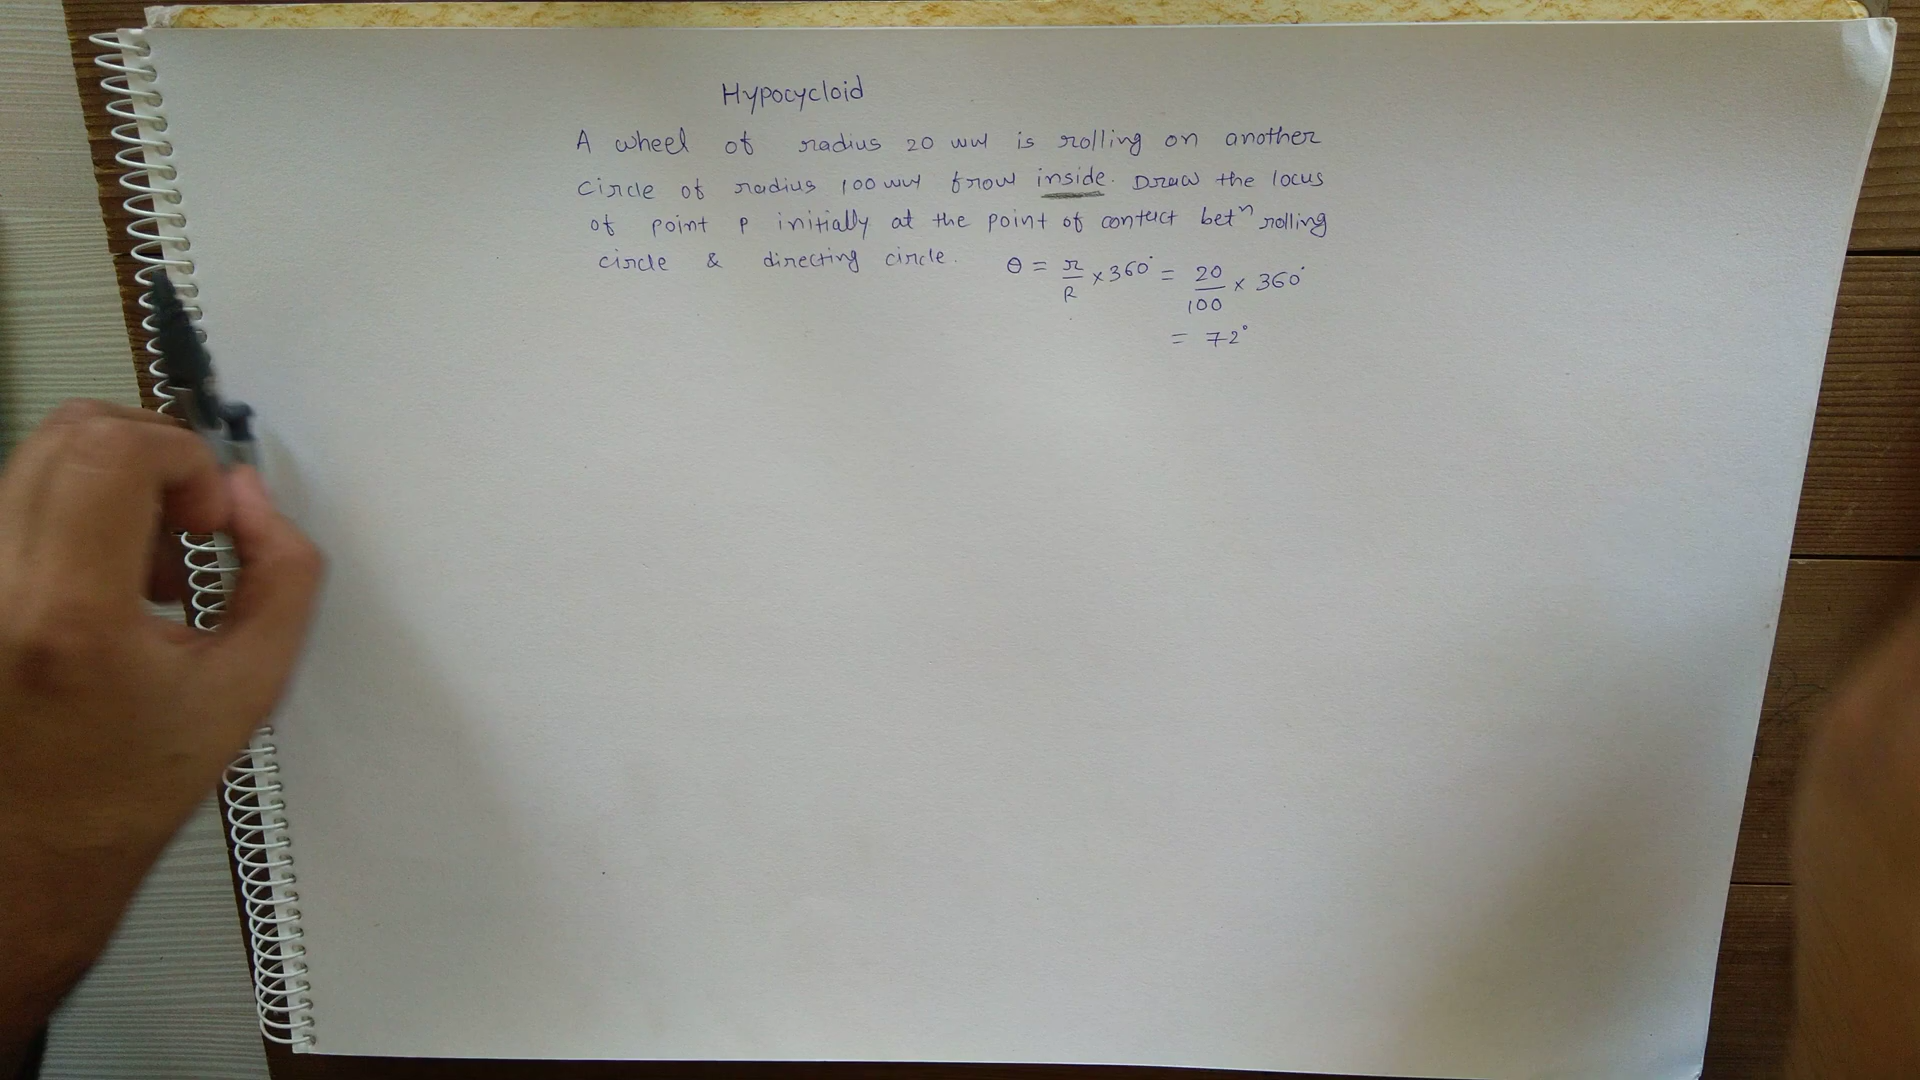 Hypocycloid
A wheel of radius 20 mm is rolling on another
circle of radius 100 mm from inside. Draw the locus
of point P initially at the point of contact betⁿ rolling
circle & directing circle. θ = r/R × 360° = 20/100 × 360°
= 72°